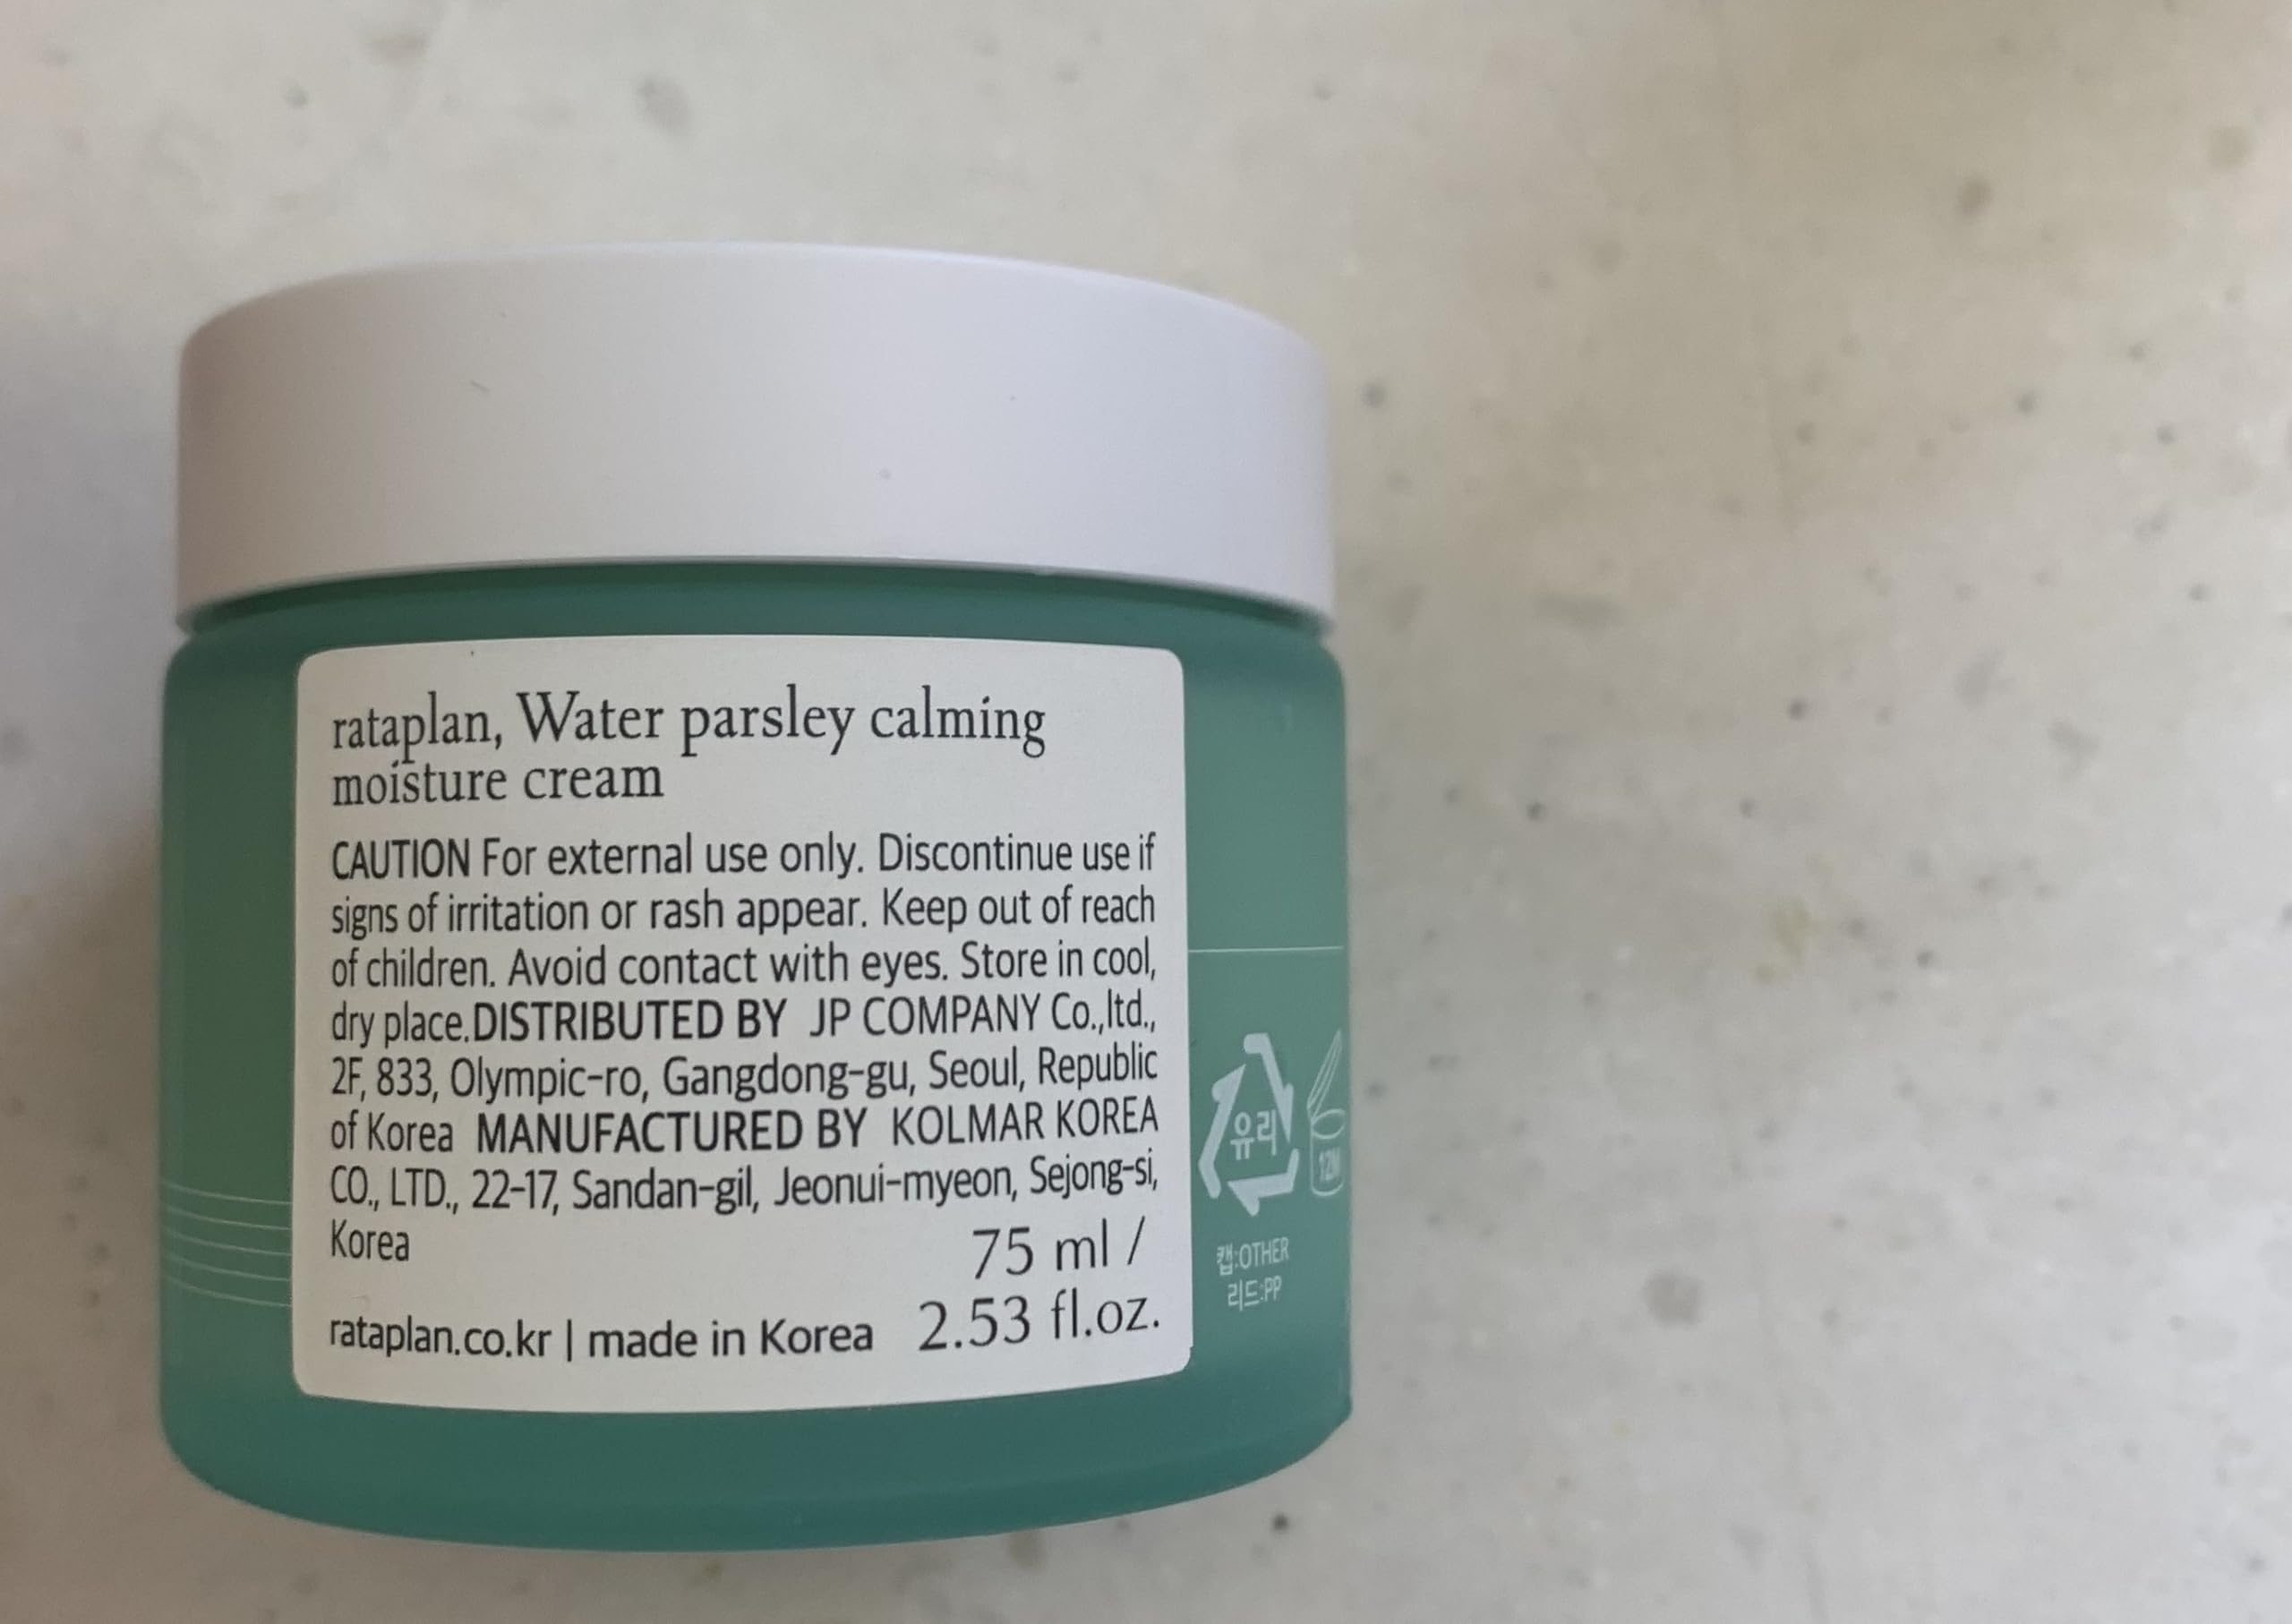 rataplan, Water parsley calming
moisture cream
CAUTION For external use only. Discontinue use if
signs of irritation or rash appear. Keep out of reach
of children. Avoid contact with eyes. Store in cool,
dry place.DISTRIBUTED BY JP COMPANY Co.,ltd.,
2F, 833, Olympic-ro, Gangdong-gu, Seoul, Republic
of Korea MANUFACTURED BY KOLMAR KOREA
CO., LTD., 22-17, Sandan-gil, Jeonui-myeon, Sejong-si,
Korea
75 ml /
2.53 fl.oz.
rataplan.co.kr | made in Korea
유리
12M
캡:OTHER
리드:PP